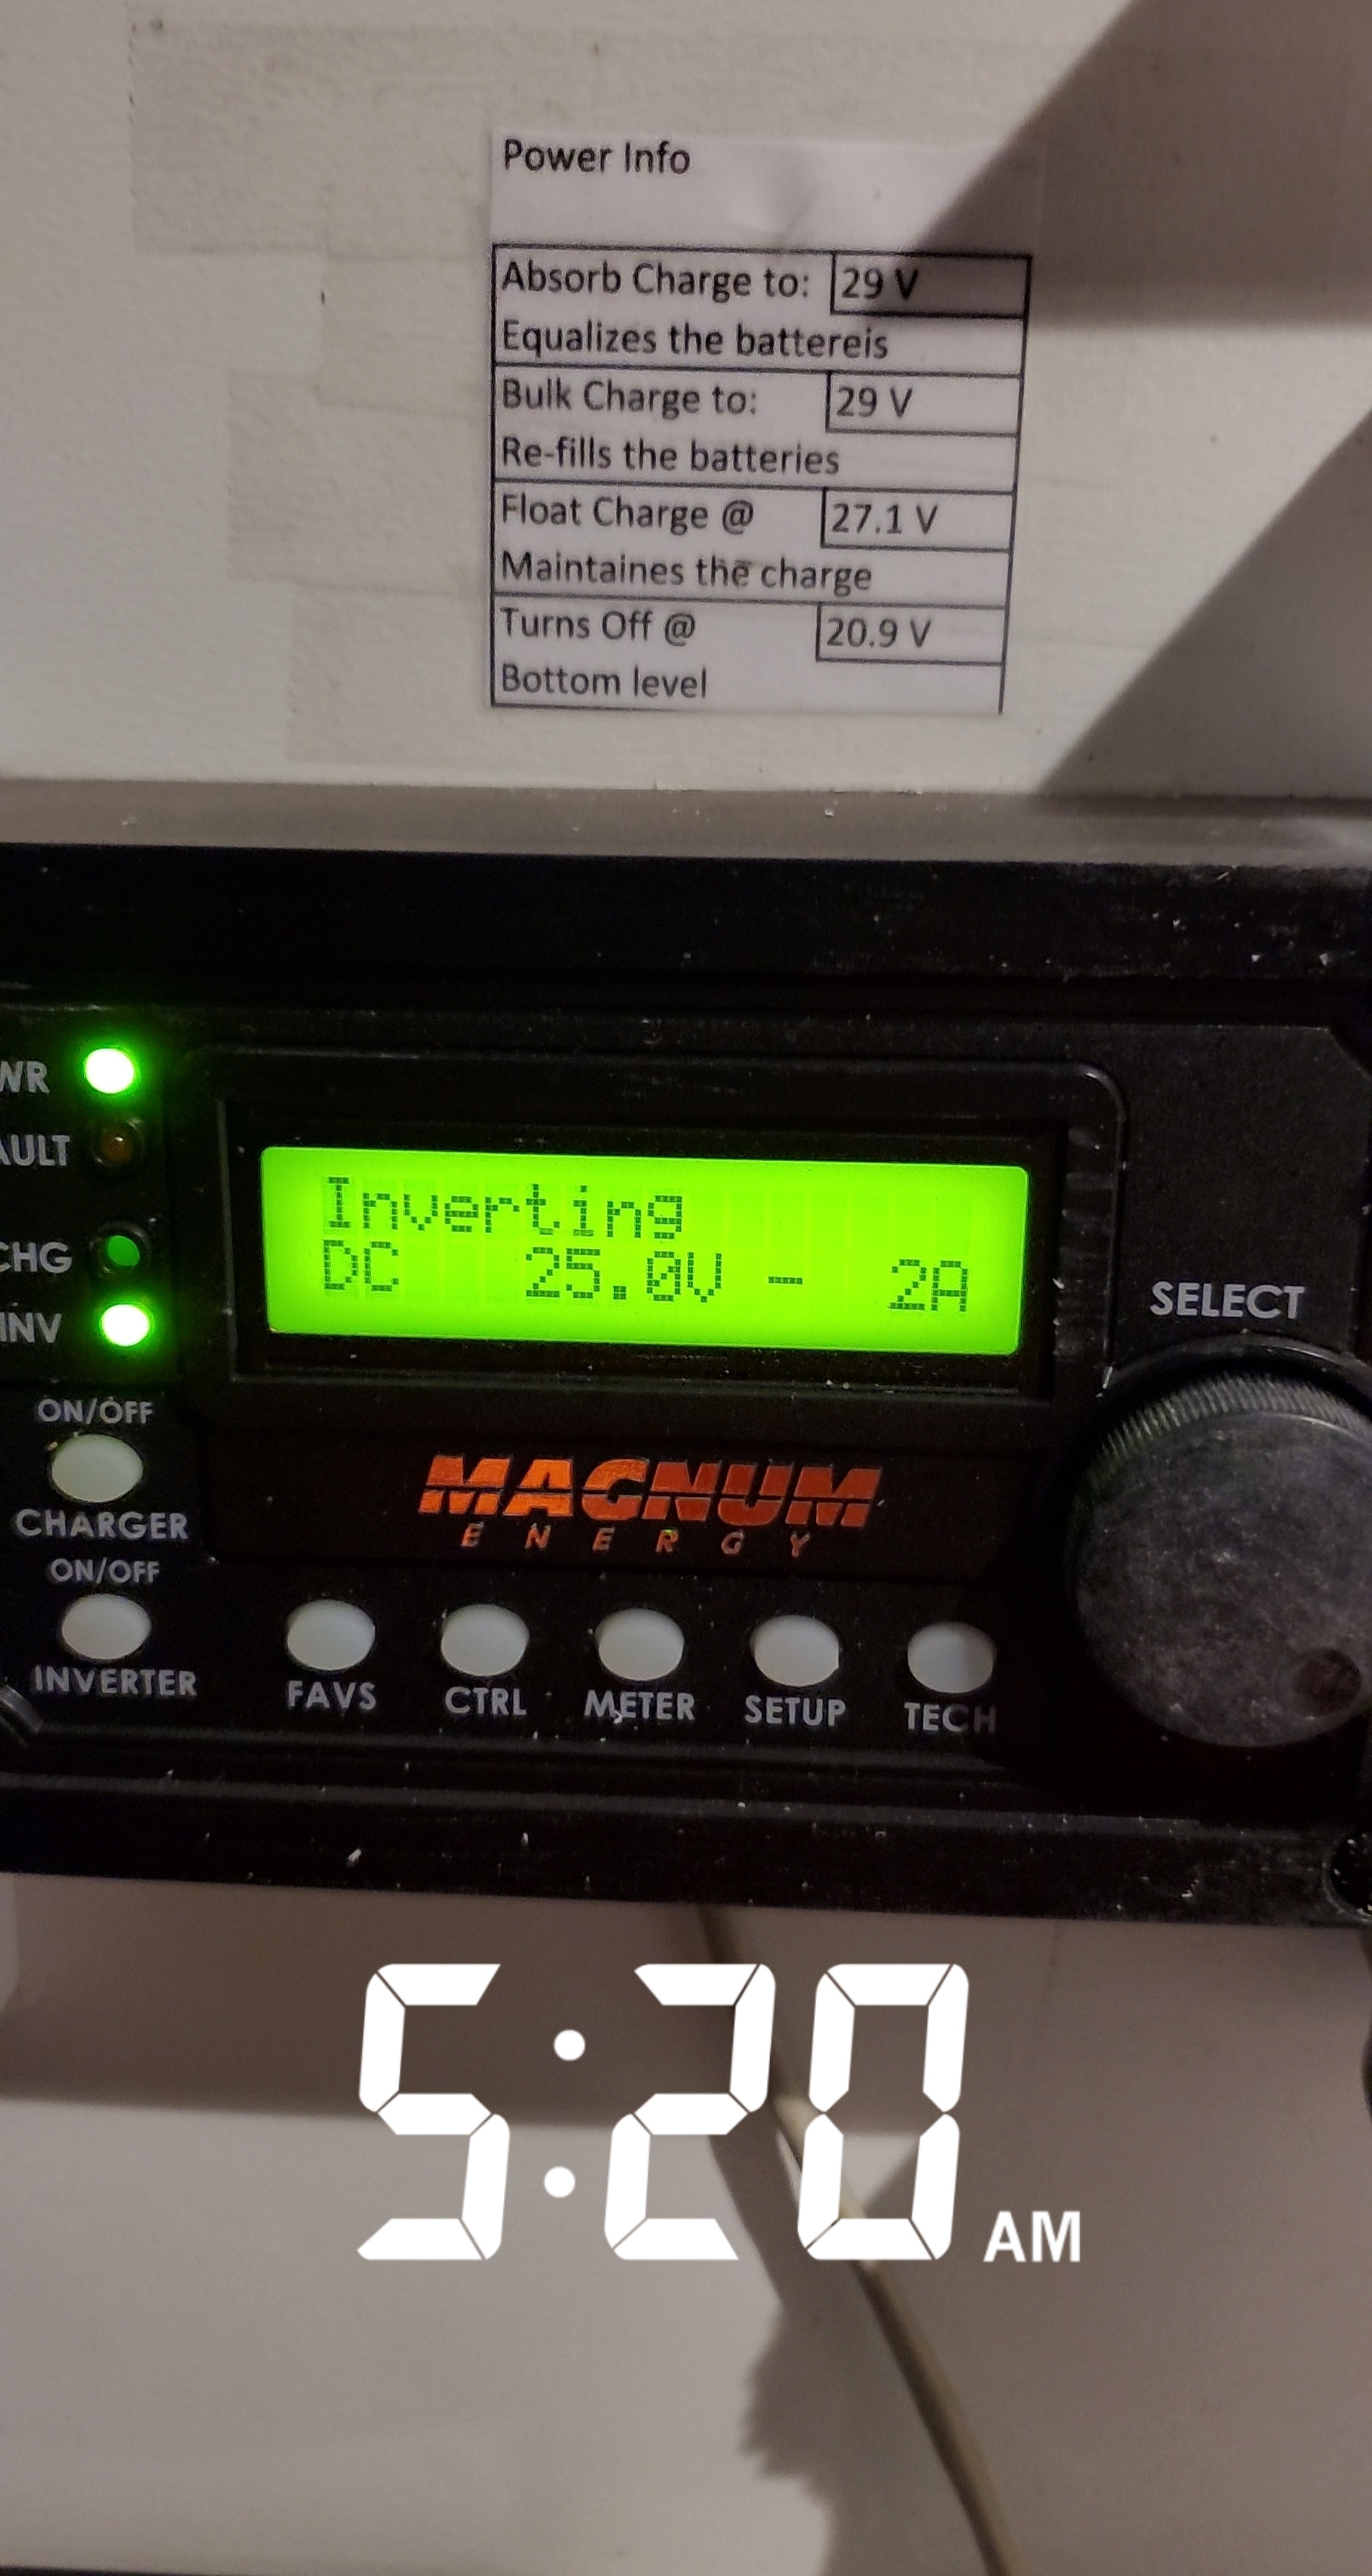 Power Info
Absorb Charge to: 29 V
Equalizes the battereis
Bulk Charge to: 29 V
Re-fills the batteries
Float Charge @ 27.1 V
Maintaines the charge
Turns Off @ 20.9 V
Bottom level
WR
AULT
CHG
INV
Inverting
DC 25.0V - 2A
SELECT
ON/OFF
CHARGER
ON/OFF
INVERTER
MAGNUM
ENERGY
FAVS CTRL METER SETUP TECH
5:20 AM